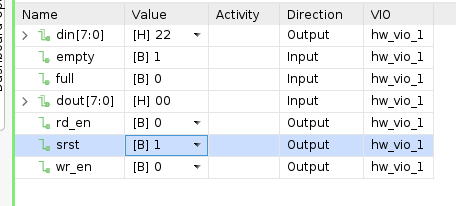 Name Value Activity Direction VIO
din[7:0] [H] 22 Output hw_vio_1
empty [B] 1 Input hw_vio_1
full [B] 0 Input hw_vio_1
dout[7:0] [H] 00 Input hw_vio_1
rd_en [B] 0 Output hw_vio_1
srst [B] 1 Output hw_vio_1
wr_en [B] 0 Output hw_vio_1